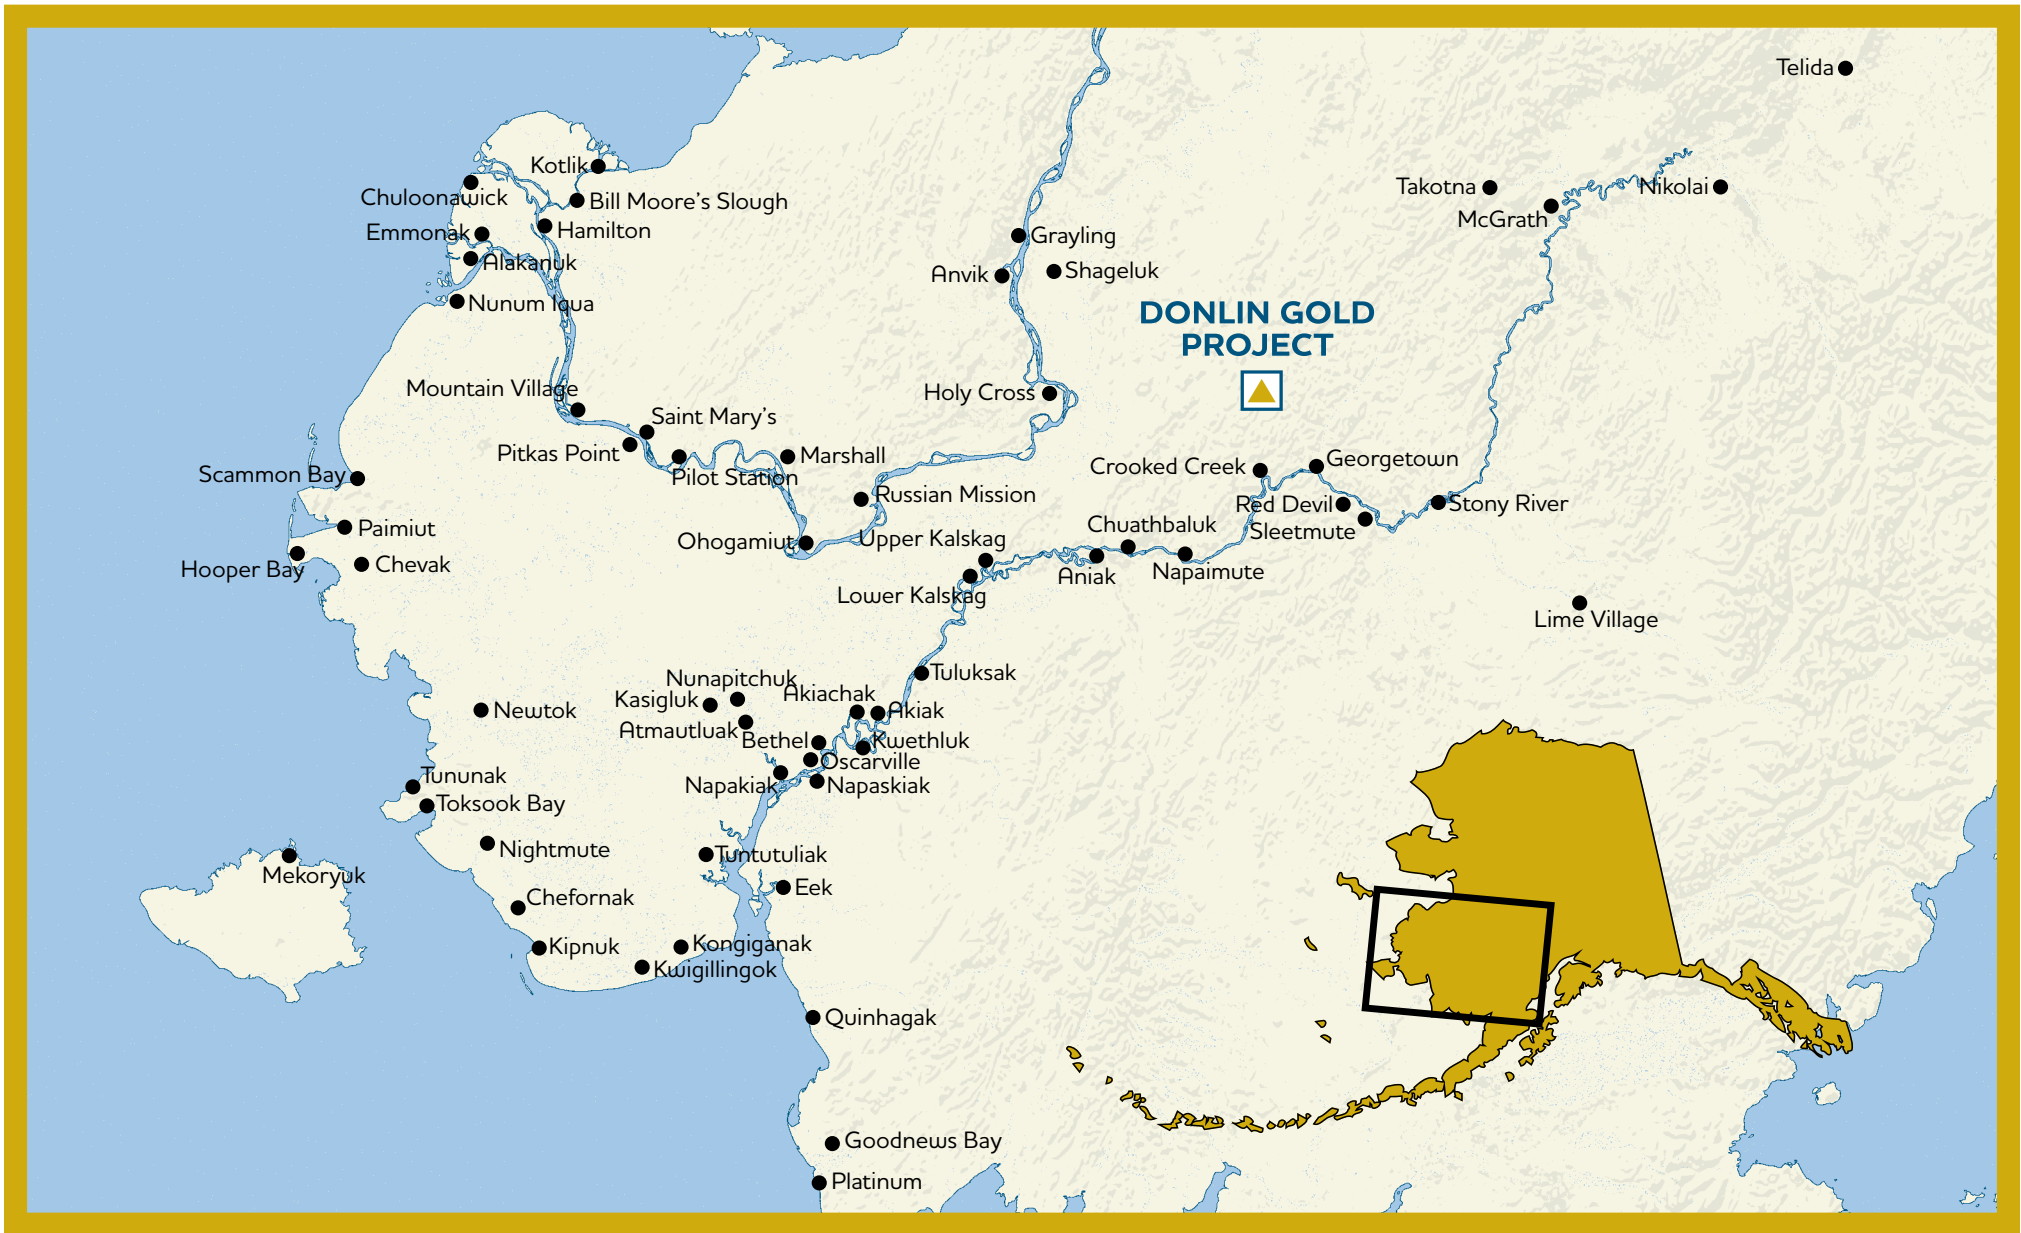 Telida
Kotlik
Chuloonawick
Bill Moore's Slough
Takotna
Nikolai
McGrath
Emmonak
Hamilton
Grayling
Alakanuk
Anvik
Shageluk
Nunum Iqua
DONLIN GOLD
PROJECT
Mountain Village
Holy Cross
Saint Mary's
Pitkas Point
Marshall
Pilot Station
Crooked Creek
Georgetown
Scammon Bay
Russian Mission
Red Devil
Stony River
Paimiut
Chuathbaluk
Sleetmute
Ohogamiut
Upper Kalskag
Hooper Bay
Chevak
Aniak
Napaimute
Lower Kalskag
Lime Village
Tuluksak
Nunapitchuk
Kasigluk
Akiachak
Newtok
Akiak
Atmautluak
Bethel
Kwethluk
Oscarville
Tununak
Napakiak
Napaskiak
Toksook Bay
Nightmute
Tuntutuliak
Mekoryuk
Eek
Chefornak
Kipnuk
Kongiganak
Kwigillingok
Quinhagak
Goodnews Bay
Platinum